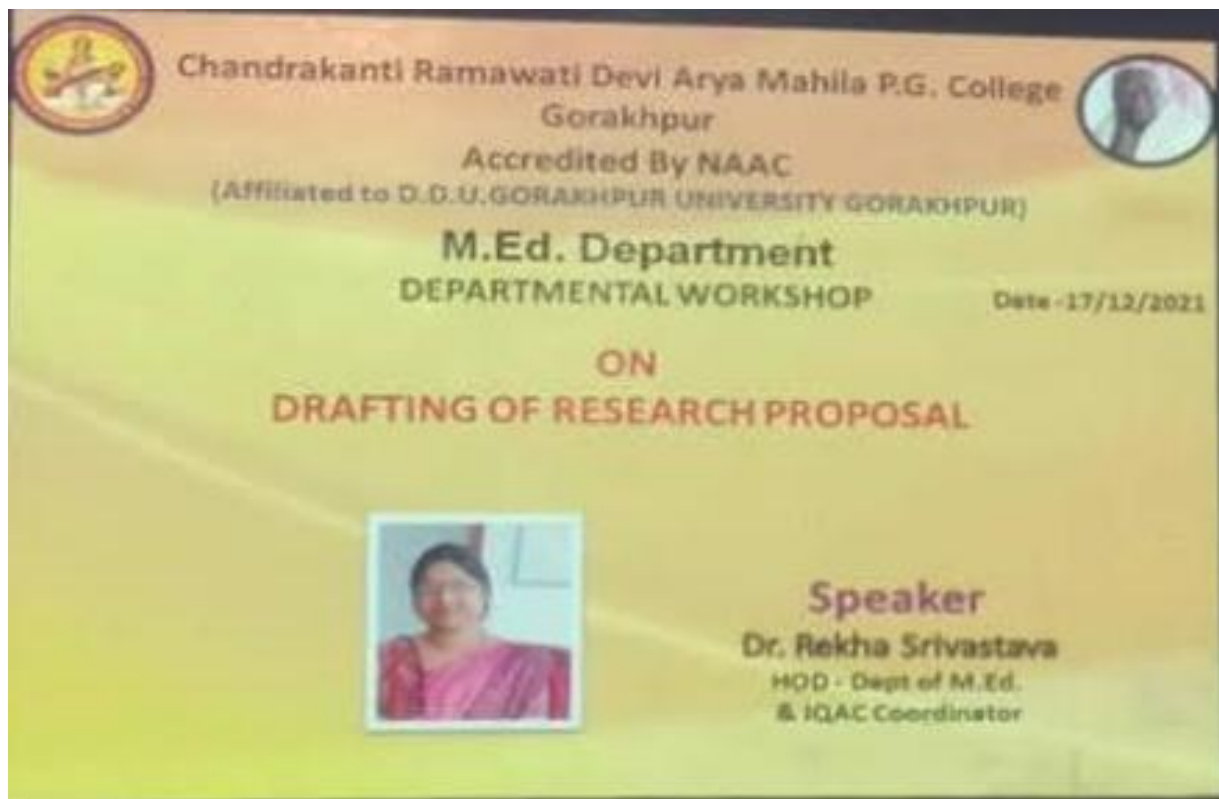 Chandrakanti Ramawati Devi Arya Mahila P.G. College
Gorakhpur
Accredited By NAAC
(Affiliated to D.D.U.GORAKHPUR UNIVERSITY GORAKHPUR)
M.Ed. Department
DEPARTMENTAL WORKSHOP
Date -17/12/2021
ON
DRAFTING OF RESEARCH PROPOSAL
Speaker
Dr. Rekha Srivastava
HOD - Dept of M.Ed.
& IQAC Coordinator